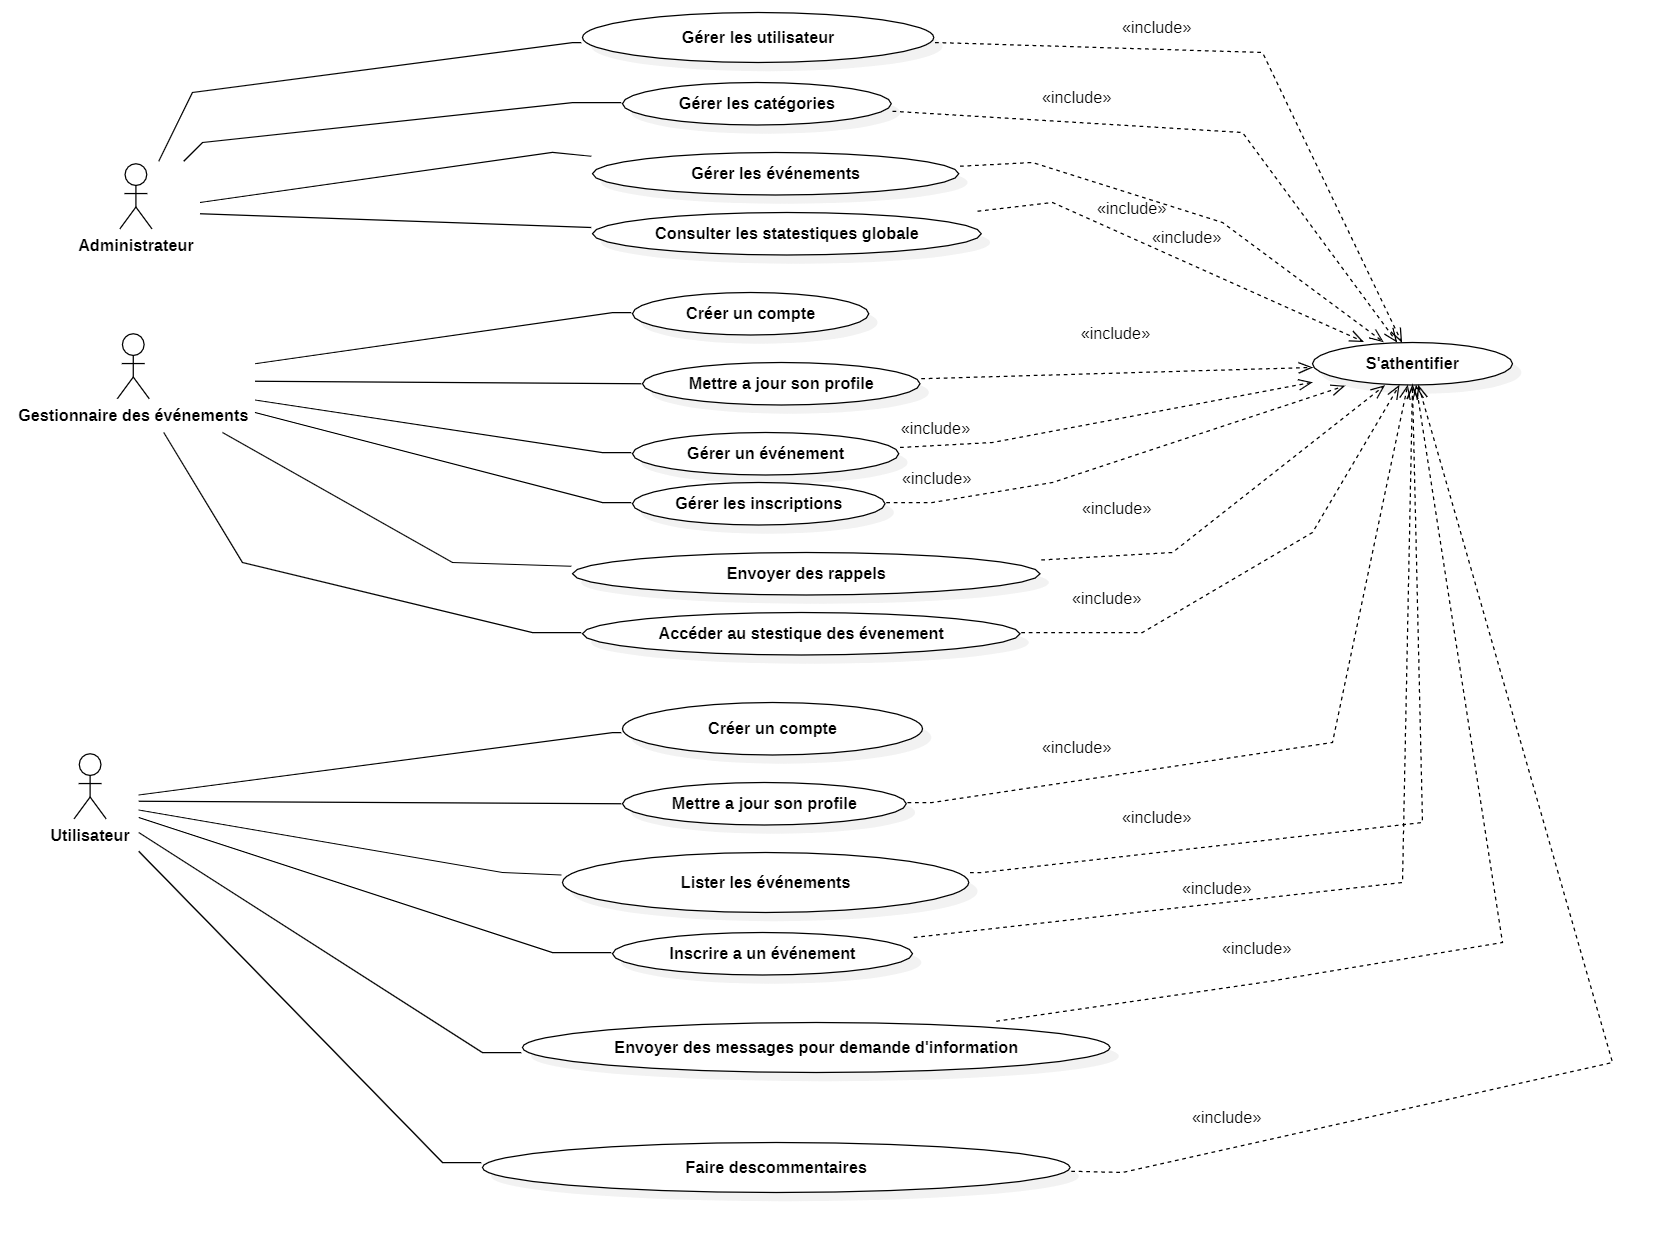 Gérer les utilisateur
«include»
Gérer les catégories
«include»
Gérer les événements
«include»
Consulter les statestiques globale
«include»
Administrateur
Créer un compte
«include»
S'athentifier
Mettre a jour son profile
Gestionnaire des événements
«include»
Gérer un événement
«include»
Gérer les inscriptions
«include»
Envoyer des rappels
«include»
Accéder au stestique des évenement
Créer un compte
«include»
Mettre a jour son profile
«include»
Utilisateur
Lister les événements
«include»
Inscrire a un événement
«include»
Envoyer des messages pour demande d'information
«include»
Faire descommentaires